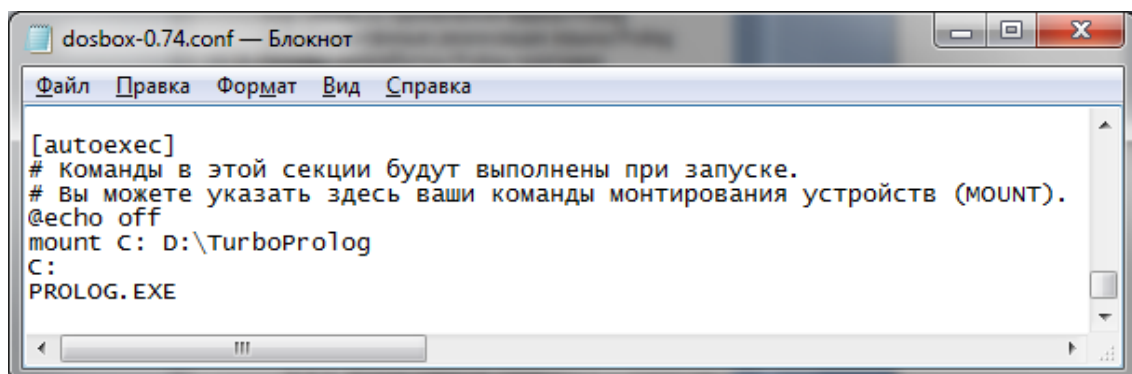 dosbox-0.74.conf — Блокнот
Файл Правка Формат Вид Справка
[autoexec]
# Команды в этой секции будут выполнены при запуске.
# Вы можете указать здесь ваши команды монтирования устройств (MOUNT).
@echo off
mount C: D:\TurboProlog
C:
PROLOG.EXE